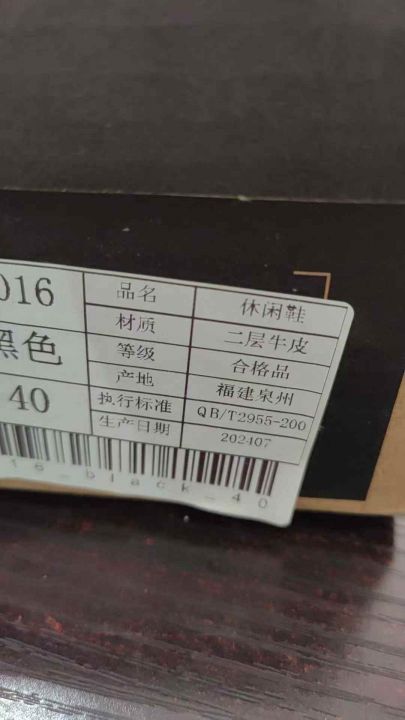 016
黑色
40
品名 休闲鞋
材质 二层牛皮
等级 合格品
产地 福建泉州
执行标准 QB/T2955-200
生产日期 202407
16-black-40